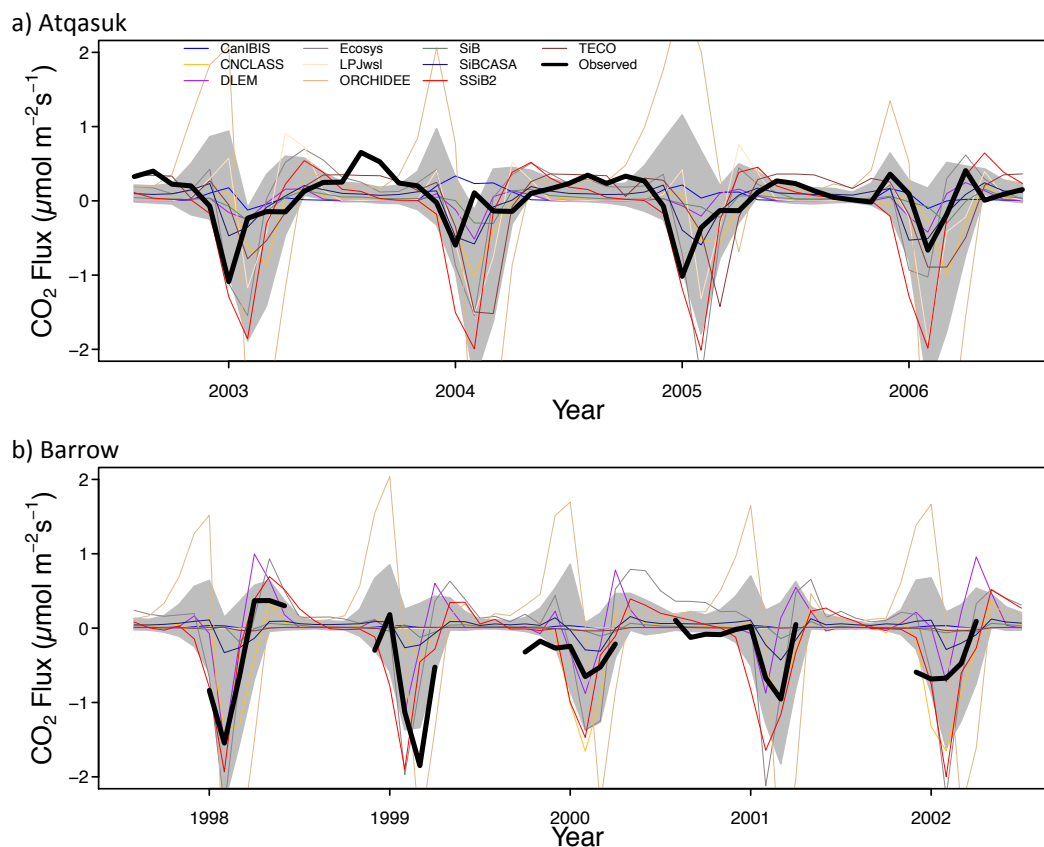 a) Atqasuk
CanIBIS Ecosys SiB TECO
CNCLASS LPJwsl SiBCASA Observed
DLEM ORCHIDEE SSiB2
CO2 Flux (µmol m−2s−1)
2
1
0
−1
−2
2003 2004 2005 2006
Year
b) Barrow
CO2 Flux (µmol m−2s−1)
2
1
0
−1
−2
1998 1999 2000 2001 2002
Year